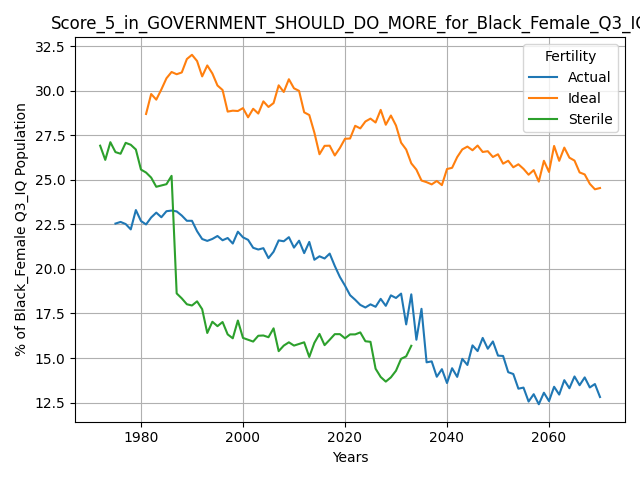 Score_5_in_GOVERNMENT_SHOULD_DO_MORE_for_Black_Female_Q3_IQ
Fertility
Actual
Ideal
Sterile
% of Black_Female Q3_IQ Population
32.5
30.0
27.5
25.0
22.5
20.0
17.5
15.0
12.5
1980
2000
2020
2040
2060
Years